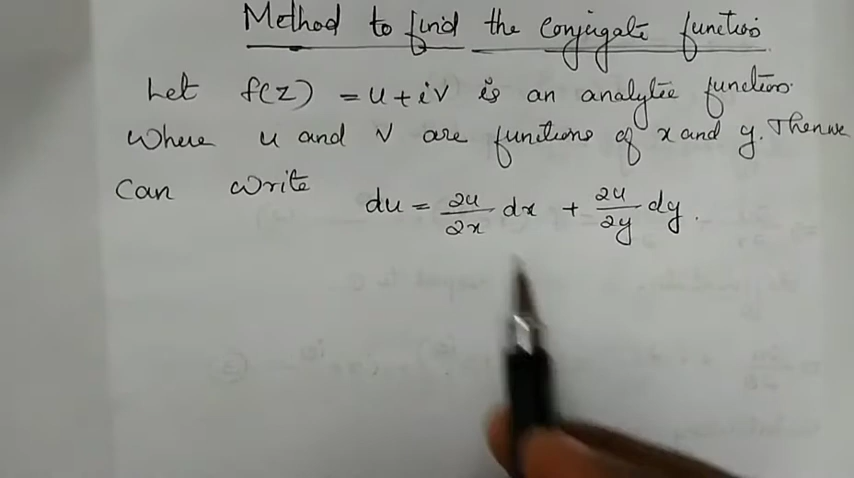 Method to find the conjugate function
Let f(z) = u + iv is an analytic function.
Where u and v are functions of x and y. Then we
can write du = ∂u/∂x dx + ∂u/∂y dy.